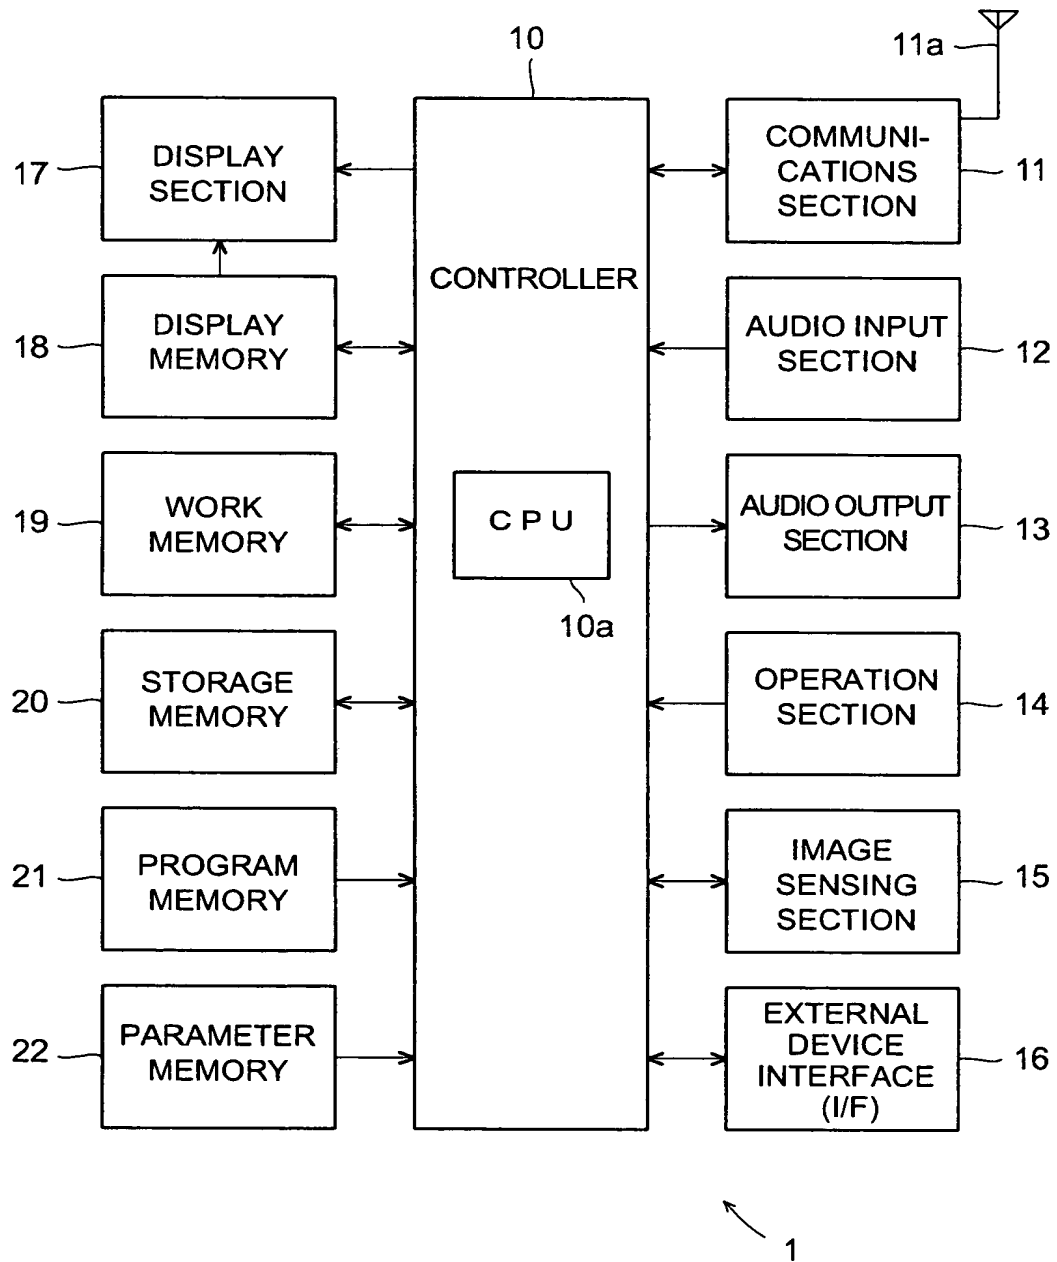 10
11a
17
DISPLAY
SECTION
COMMUNI-
CATIONS
SECTION
11
CONTROLLER
18
DISPLAY
MEMORY
AUDIO INPUT
SECTION
12
19
WORK
MEMORY
CPU
10a
AUDIO OUTPUT
SECTION
13
20
STORAGE
MEMORY
OPERATION
SECTION
14
21
PROGRAM
MEMORY
IMAGE
SENSING
SECTION
15
22
PARAMETER
MEMORY
EXTERNAL
DEVICE
INTERFACE
(I/F)
16
1